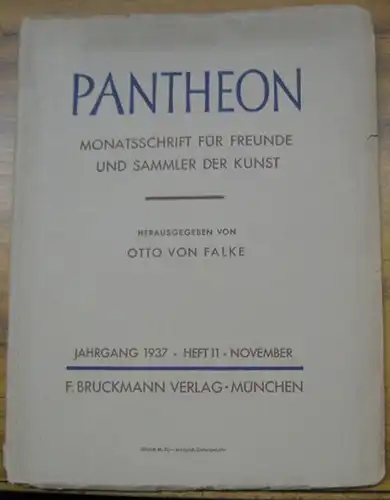 PANTHEON
MONATSSCHRIFT FÜR FREUNDE
UND SAMMLER DER KUNST
HERAUSGEGEBEN VON
OTTO VON FALKE
JAHRGANG 1937 • HEFT 11 • NOVEMBER
F. BRUCKMANN VERLAG • MÜNCHEN